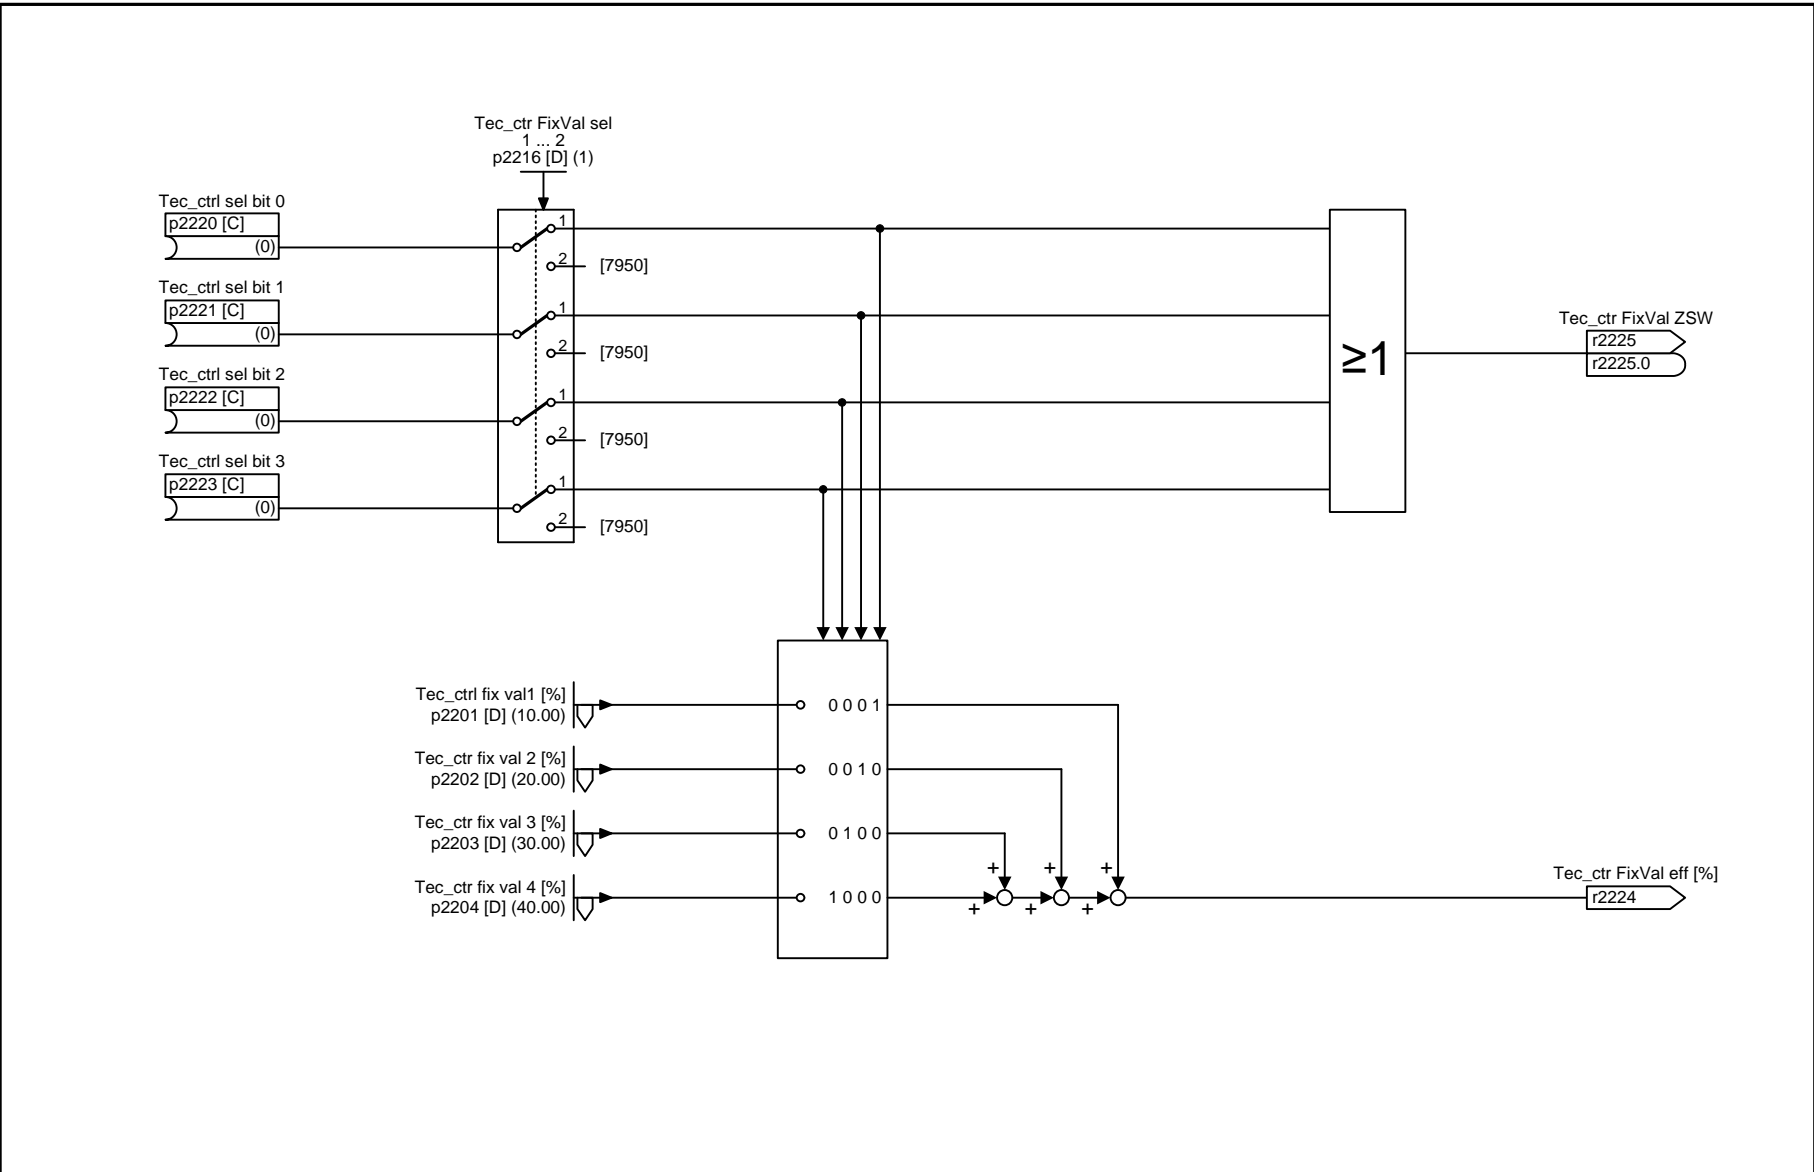 Tec_ctr FixVal sel
1 ... 2
p2216 [D] (1)
Tec_ctrl sel bit 0
p2220 [C]
(0)
1
2
[7950]
Tec_ctrl sel bit 1
p2221 [C]
(0)
1
2
[7950]
Tec_ctrl sel bit 2
p2222 [C]
(0)
1
2
[7950]
Tec_ctrl sel bit 3
p2223 [C]
(0)
1
2
[7950]
≥1
Tec_ctr FixVal ZSW
r2225
r2225.0
Tec_ctrl fix val1 [%]
p2201 [D] (10.00)
0 0 0 1
Tec_ctr fix val 2 [%]
p2202 [D] (20.00)
0 0 1 0
Tec_ctr fix val 3 [%]
p2203 [D] (30.00)
0 1 0 0
Tec_ctr fix val 4 [%]
p2204 [D] (40.00)
1 0 0 0
+ + +
+ + +
Tec_ctr FixVal eff [%]
r2224